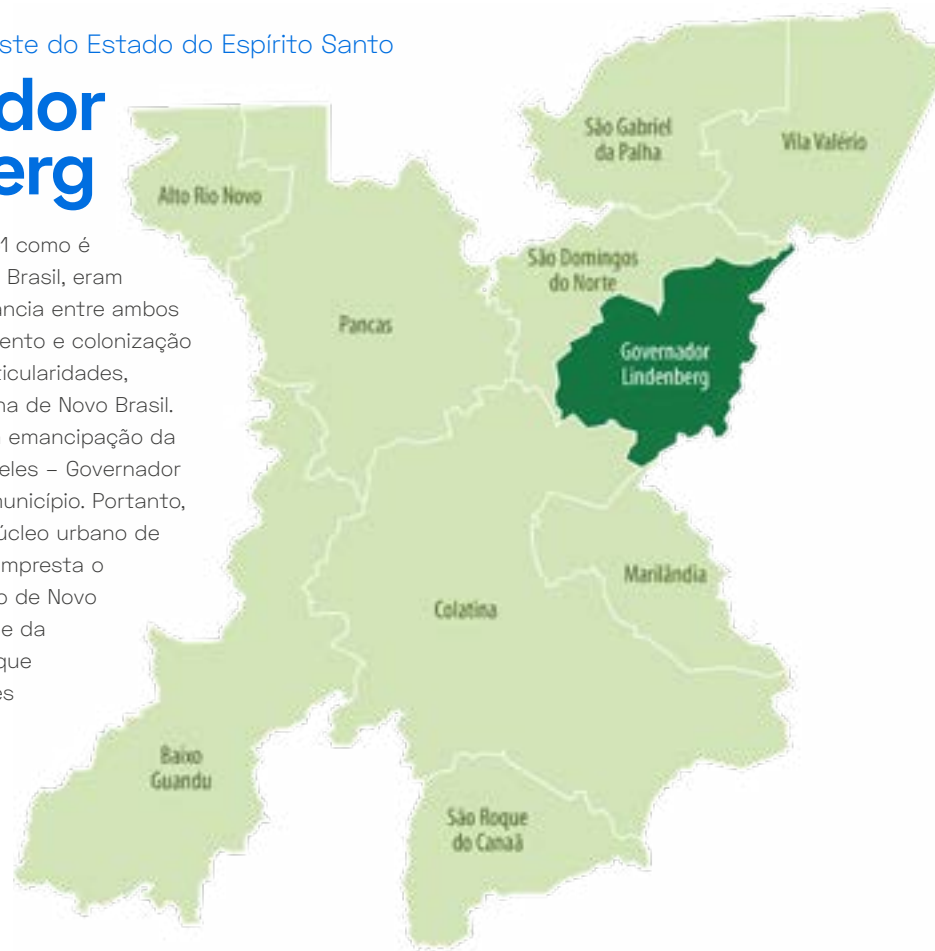 ste do Estado do Espírito Santo
dor
erg
1 como é
Brasil, eram
ância entre ambos
ento e colonização
ticularidades,
na de Novo Brasil.
emancipação da
eles – Governador
município. Portanto,
úcleo urbano de
empresta o
o de Novo
e da
que
es
São Gabriel
da Palha
Vila Valério
Alto Rio Novo
São Domingos
do Norte
Pancas
Governador
Lindenberg
Marilândia
Colatina
Baixo
Guandu
São Roque
do Canaã